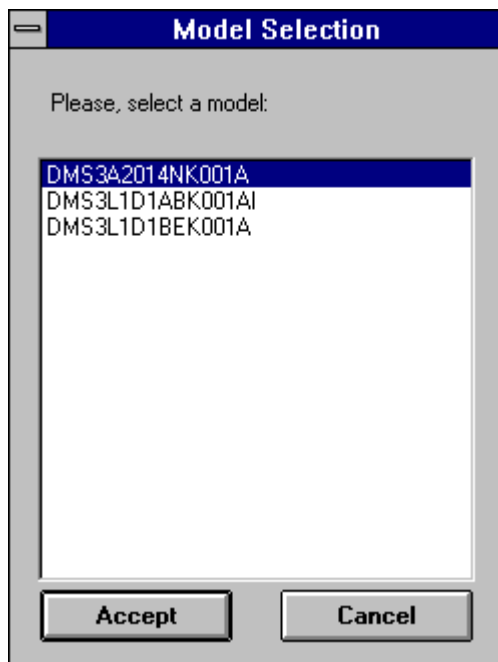 Model Selection
Please, select a model:
DMS3A2014NK001A
DMS3L1D1ABK001AI
DMS3L1D1BEK001A
Accept Cancel